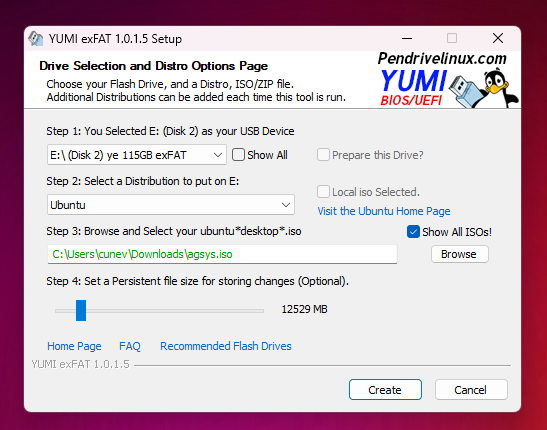 YUMI exFAT 1.0.1.5 Setup
Drive Selection and Distro Options Page
Choose your Flash Drive, and a Distro, ISO/ZIP file.
Additional Distributions can be added each time this tool is run.
Pendrivelinux.com
YUMI
BIOS/UEFI
Step 1: You Selected E: (Disk 2) as your USB Device
E:\ (Disk 2) ye 115GB exFAT
Show All
Prepare this Drive?
Step 2: Select a Distribution to put on E:
Local iso Selected.
Ubuntu
Visit the Ubuntu Home Page
Step 3: Browse and Select your ubuntu*desktop*.iso
Show All ISOs!
C:\Users\cunev\Downloads\agsys.iso
Browse
Step 4: Set a Persistent file size for storing changes (Optional).
12529 MB
Home Page FAQ Recommended Flash Drives
YUMI exFAT 1.0.1.5
Create Cancel